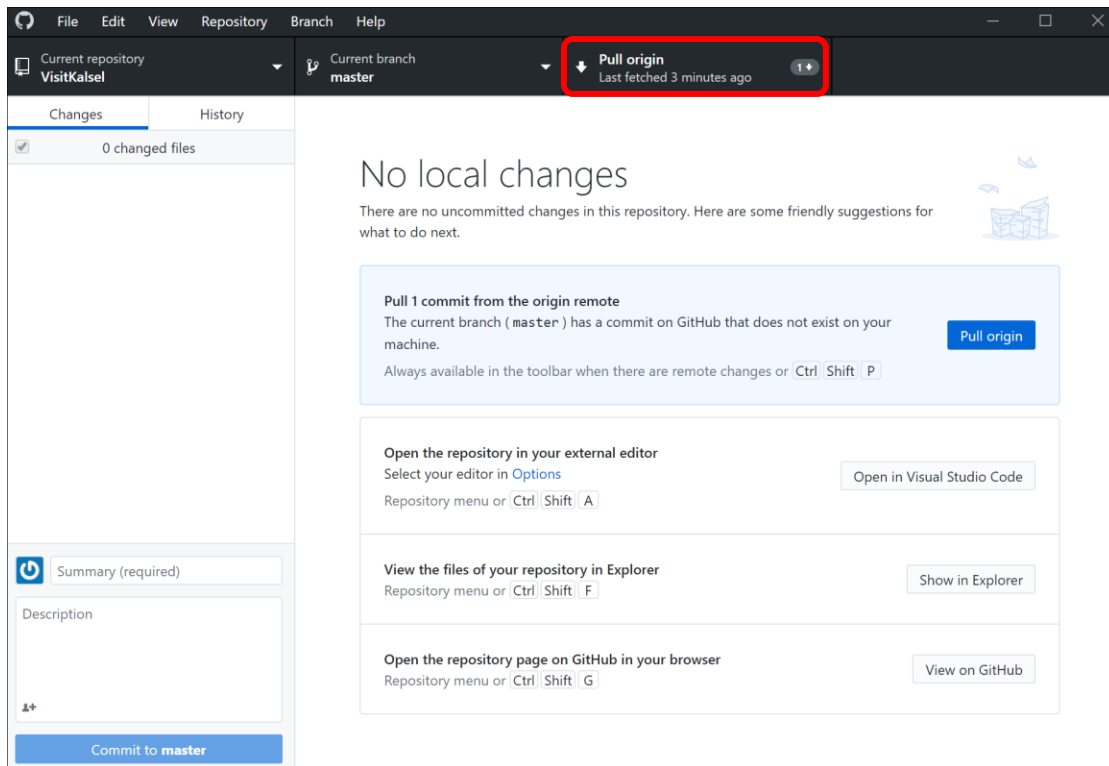 File Edit View Repository Branch Help
Current repository
VisitKalsel
Current branch
master
Pull origin
Last fetched 3 minutes ago
1
Changes History
0 changed files
No local changes
There are no uncommitted changes in this repository. Here are some friendly suggestions for
what to do next.
Pull 1 commit from the origin remote
The current branch ( master ) has a commit on GitHub that does not exist on your
machine.
Always available in the toolbar when there are remote changes or Ctrl Shift P
Pull origin
Open the repository in your external editor
Select your editor in Options
Repository menu or Ctrl Shift A
Open in Visual Studio Code
View the files of your repository in Explorer
Repository menu or Ctrl Shift F
Show in Explorer
Open the repository page on GitHub in your browser
Repository menu or Ctrl Shift G
View on GitHub
Summary (required)
Description
Commit to master